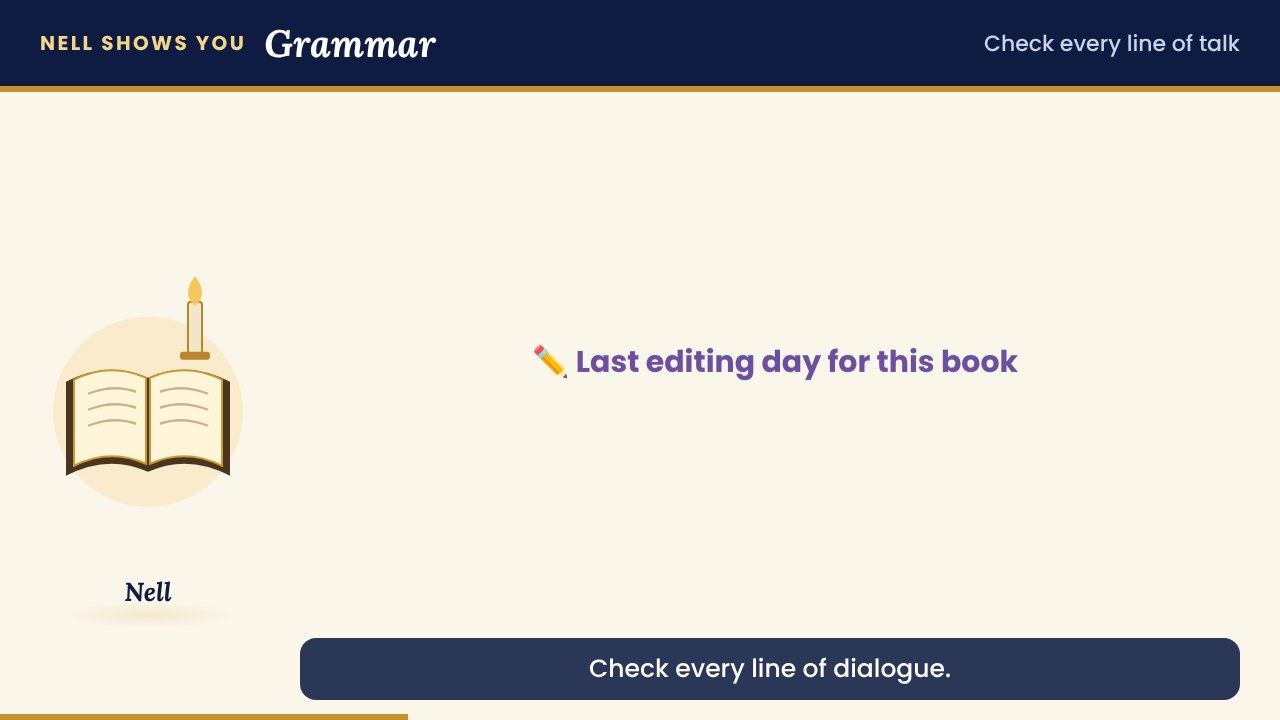 NELL SHOWS YOU Grammar
Check every line of talk
✏️ Last editing day for this book
Nell
Check every line of dialogue.